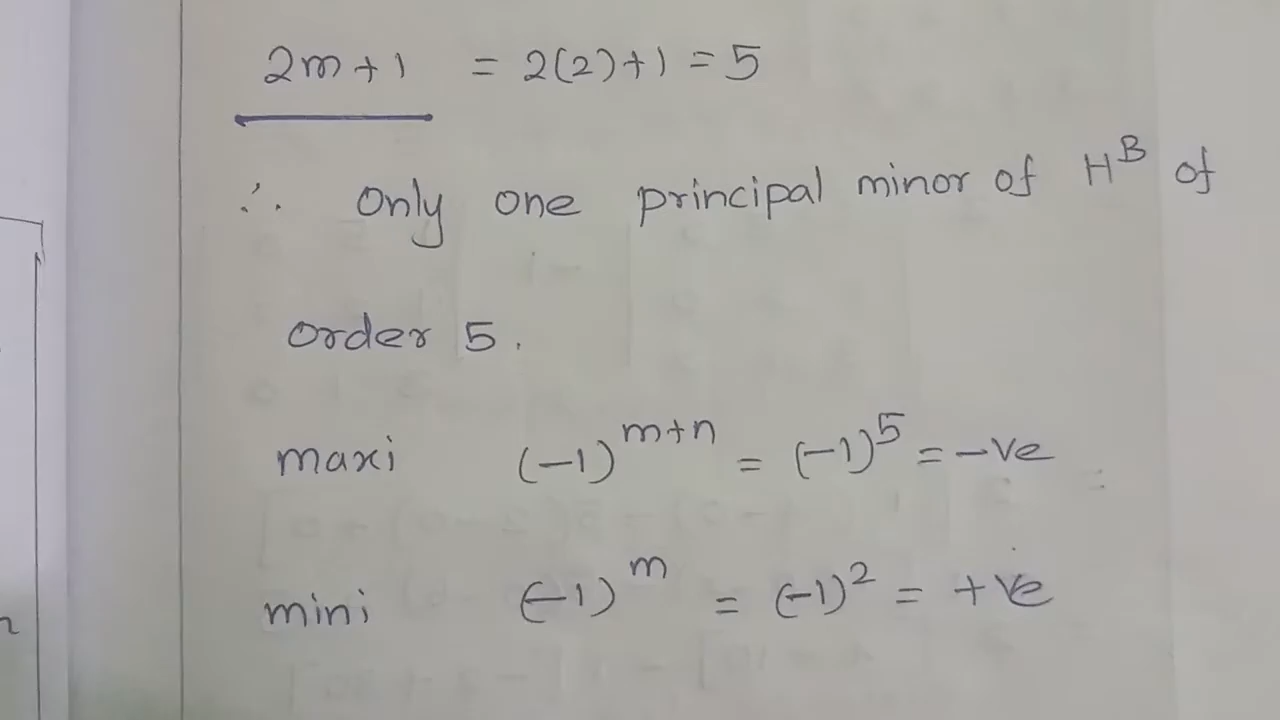 2m+1 = 2(2)+1 = 5
∴ Only one principal minor of H^B of
order 5.
maxi (-1)^{m+n} = (-1)^5 = -ve
mini (-1)^m = (-1)^2 = +ve